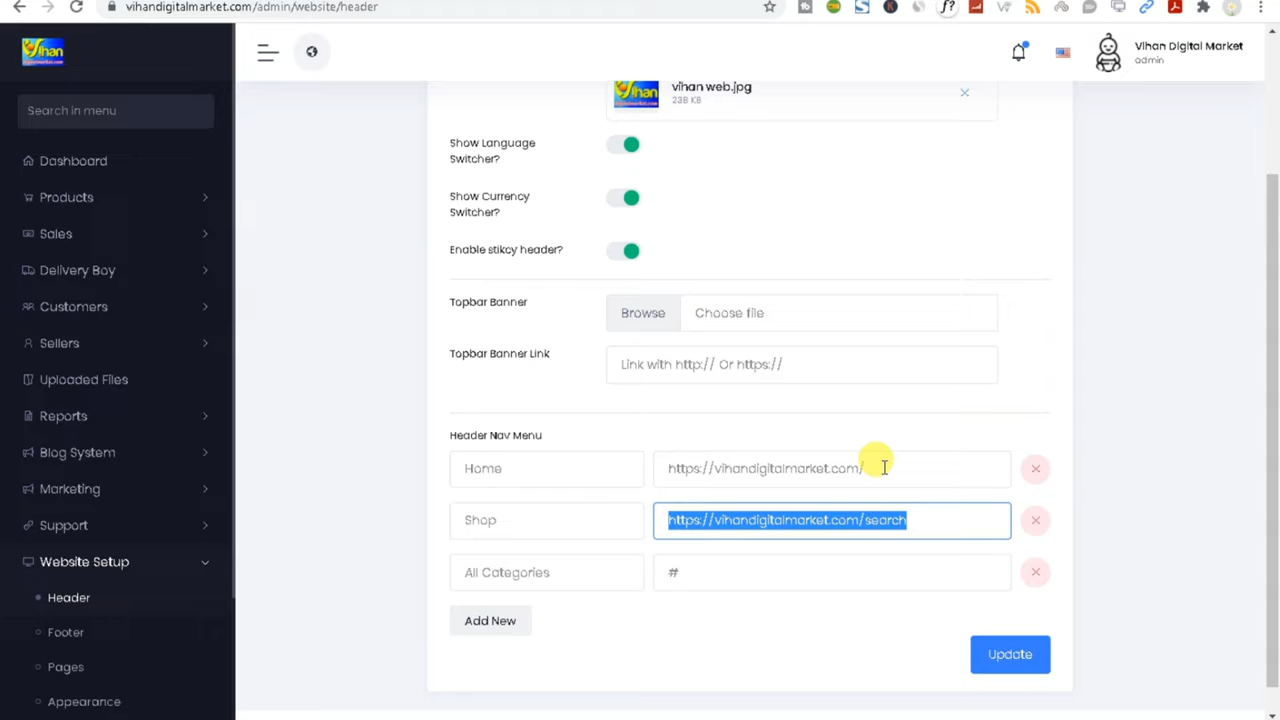 vihandigitalmarket.com/admin/website/header
Vihan
Search in menu
Vihan Digital Market
admin
Dashboard
Products
Sales
Delivery Boy
Customers
Sellers
Uploaded Files
Reports
Blog System
Marketing
Support
Website Setup
Header
Footer
Pages
Appearance
vihan web.jpg
238 KB
Show Language
Switcher?
Show Currency
Switcher?
Enable stikcy header?
Topbar Banner
Browse
Choose file
Topbar Banner Link
Link with http:// Or https://
Header Nav Menu
Home
https://vihandigitalmarket.com/
Shop
https://vihandigitalmarket.com/search
All Categories
#
Add New
Update